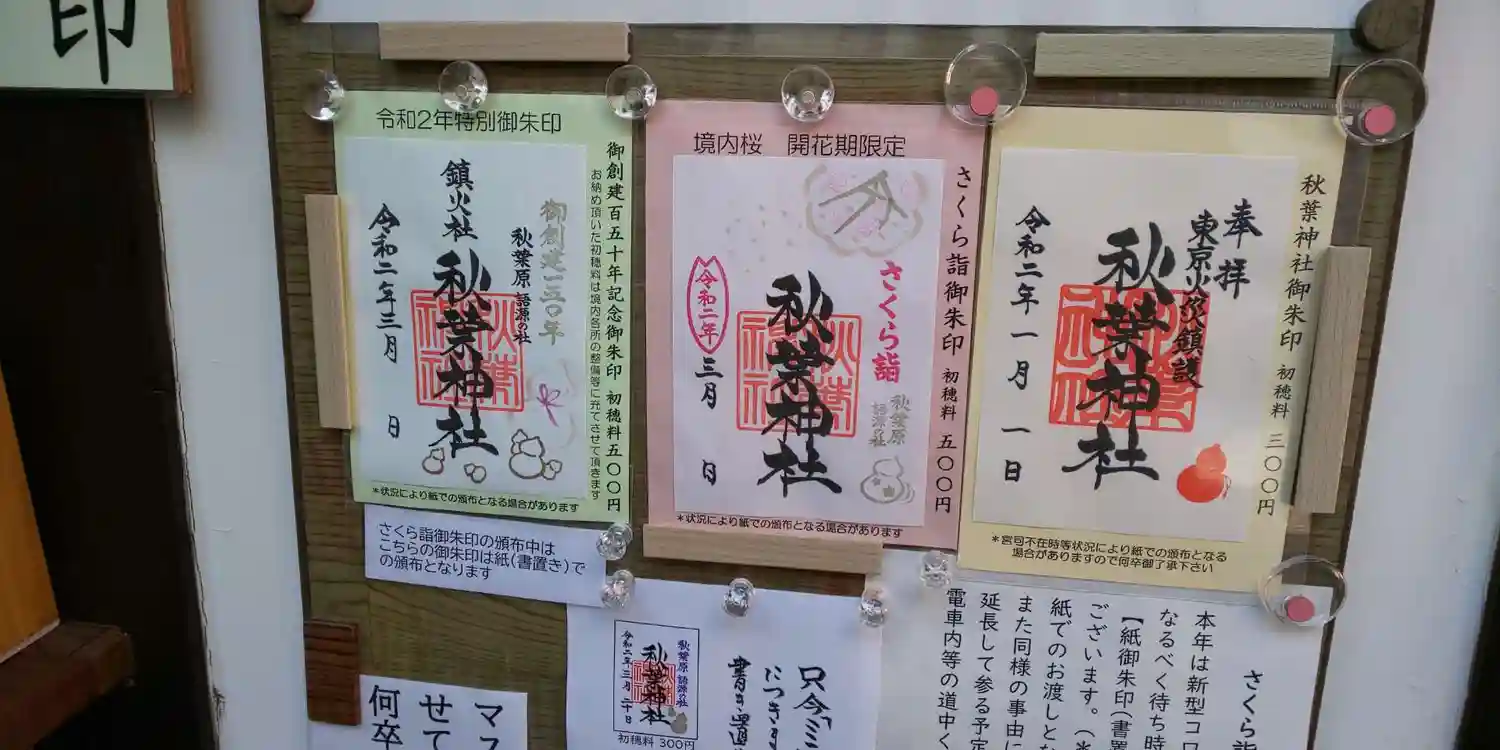 印
令和2年特別御朱印
御創建百五十年記念御朱印 初穂料五〇〇円
お納め頂いた初穂料は境内各所の整備等に充てさせて頂きます
御創建一五〇年
秋葉原 語源の社
鎮火社
秋葉神社
令和二年三月 日
*状況により紙での頒布となる場合があります
さくら詣御朱印の頒布中は
こちらの御朱印は紙(書置き)で
の頒布となります
境内桜 開花期限定
さくら詣御朱印 初穂料 五〇〇円
さくら詣
秋葉原
語源の社
秋葉神社
令和二年
三月 日
*状況により紙での頒布となる場合があります
秋葉神社御朱印 初穂料 三〇〇円
奉拝
東京火災鎮護
秋葉神社
令和二年一月一日
*宮司不在時等状況により紙での頒布となる
場合がありますので何卒御了承下さい
秋葉原 語源の社
秋葉神社
令和二年三月二十日
初穂料 300円
只今
につきま
書き置
さくら詣
本年は新型コロ
なるべく待ち時
【紙御朱印(書置
ございます。(*
紙でのお渡しとな
また同様の事由に
延長して参る予定
電車内等の道中く
マス
せて
何卒